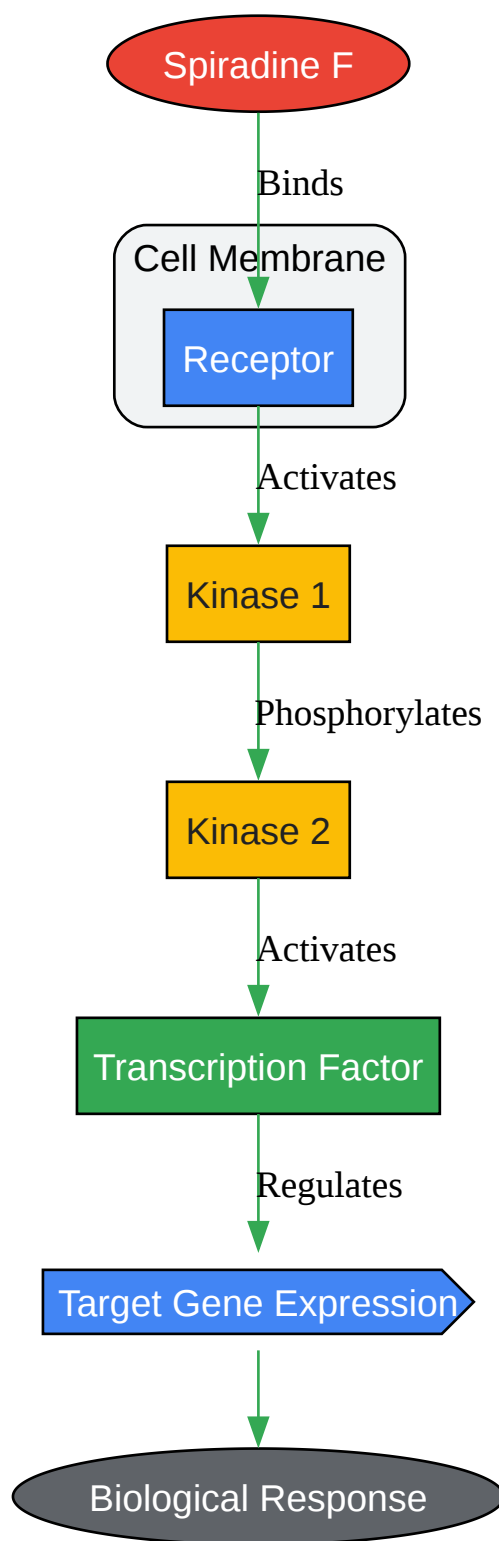 Spiradine F
Binds
Cell Membrane
Receptor
Activates
Kinase 1
Phosphorylates
Kinase 2
Activates
Transcription Factor
Regulates
Target Gene Expression
Biological Response